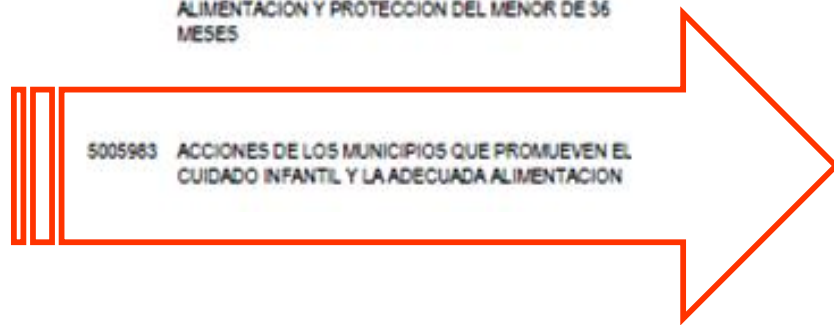 ALIMENTACION Y PROTECCION DEL MENOR DE 36
MESES
5005983 ACCIONES DE LOS MUNICIPIOS QUE PROMUEVEN EL
CUIDADO INFANTIL Y LA ADECUADA ALIMENTACION